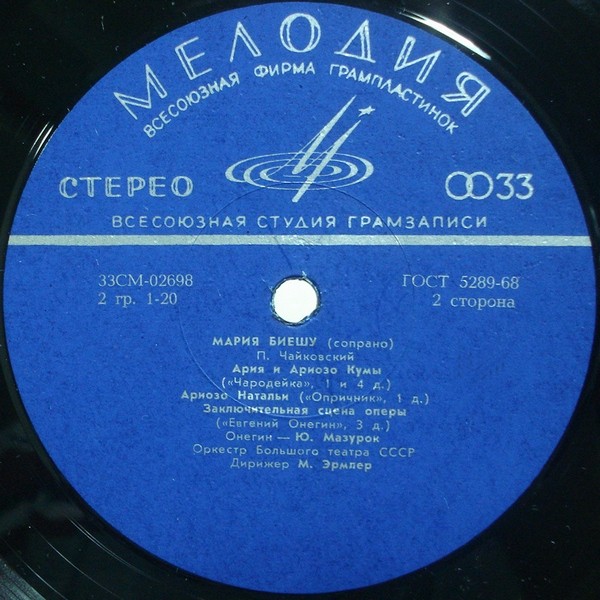 МЕЛОДИЯ
ВСЕСОЮЗНАЯ ФИРМА ГРАМПЛАСТИНОК
СТЕРЕО
33
ВСЕСОЮЗНАЯ СТУДИЯ ГРАМЗАПИСИ
33СМ-02698
ГОСТ 5289-68
2 гр. 1-20
2 сторона
МАРИЯ БИЕШУ (сопрано)
П. Чайковский
Ария и Ариозо Кумы
(«Чародейка», 1 и 4 д.)
Ариозо Натальи («Опричник», 1 д.)
Заключительная сцена оперы
(«Евгений Онегин», 3 д.)
Онегин — Ю. Мазурок
Оркестр Большого театра СССР
Дирижер М. Эрмлер